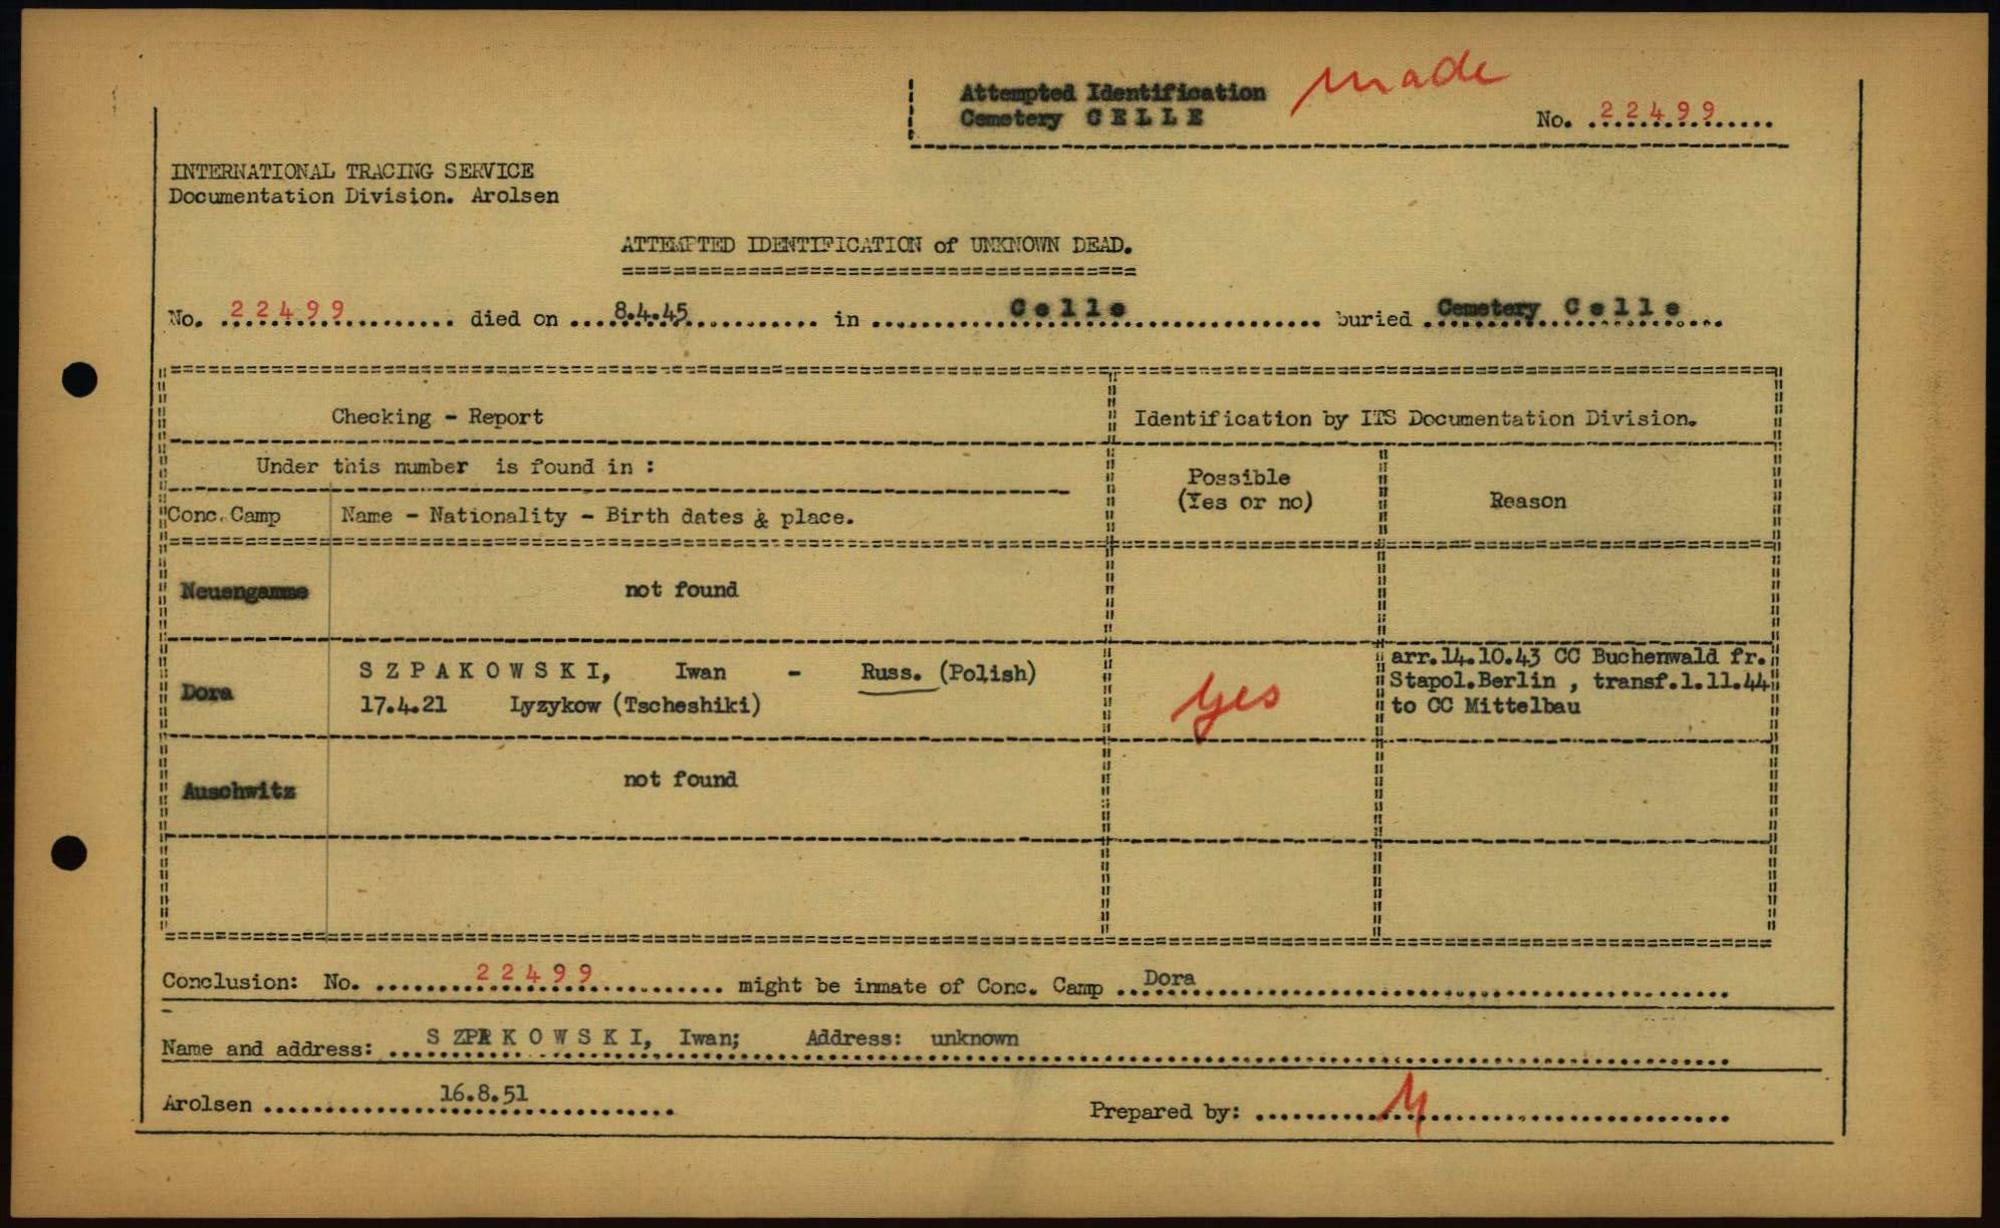 Attempted Identification made
Cemetery C E L L E
No. 22499
INTERNATIONAL TRACING SERVICE
Documentation Division. Arolsen
ATTEMPTED IDENTIFICATION of UNKNOWN DEAD.
No. 22499 died on 8.4.45 in C e l l e buried Cemetery C e l l e
Checking - Report
Identification by ITS Documentation Division.
Under this number is found in :
Possible
(Yes or no)
Reason
Conc. Camp
Name - Nationality - Birth dates & place.
Neuengamme
not found
Dora
S Z P A K O W S K I, Iwan - Russ. (Polish)
17.4.21 Lyzykow (Tscheshiki)
yes
arr.14.10.43 CC Buchenwald fr.
Stapol.Berlin , transf.1.11.44
to CC Mittelbau
Auschwitz
not found
Conclusion: No. 22499 might be inmate of Conc. Camp Dora
Name and address: S ZPA K O W S K I, Iwan; Address: unknown
Arolsen 16.8.51
Prepared by: